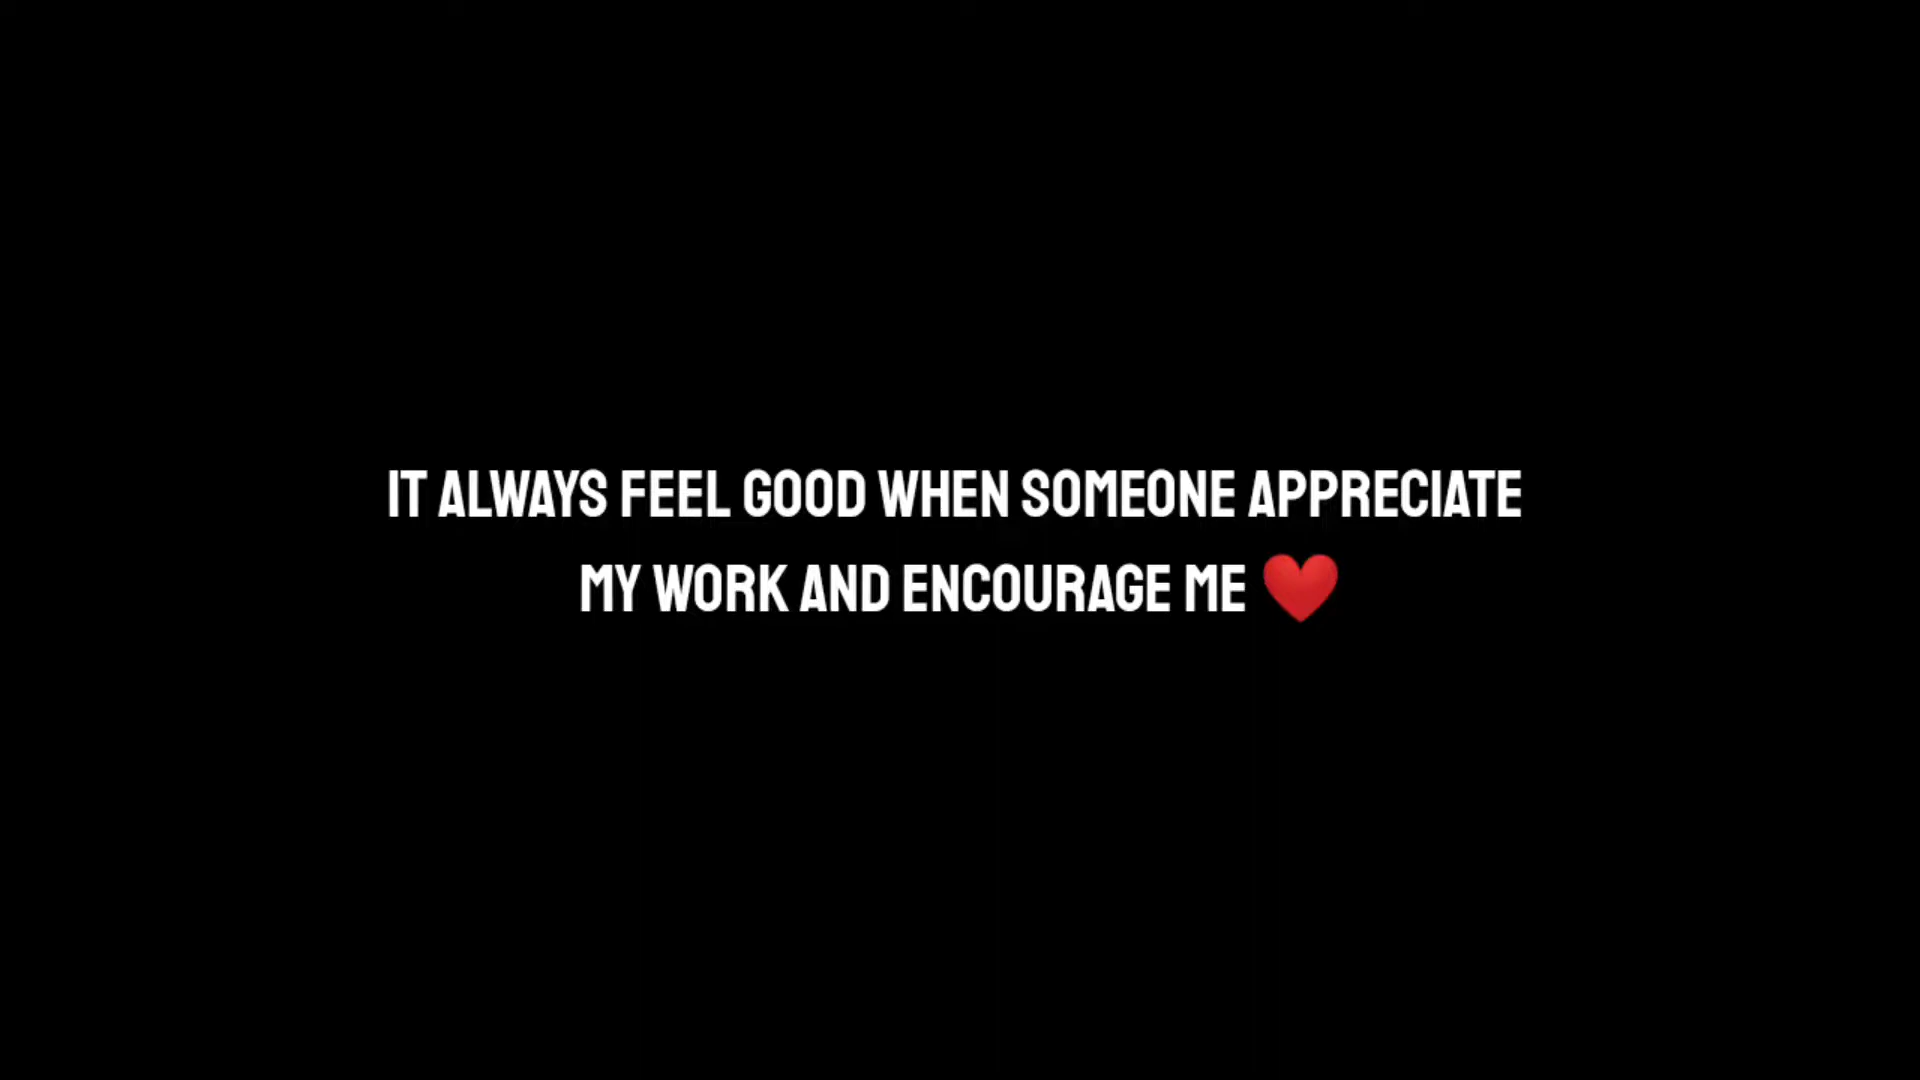 IT ALWAYS FEEL GOOD WHEN SOMEONE APPRECIATE
MY WORK AND ENCOURAGE ME ❤️